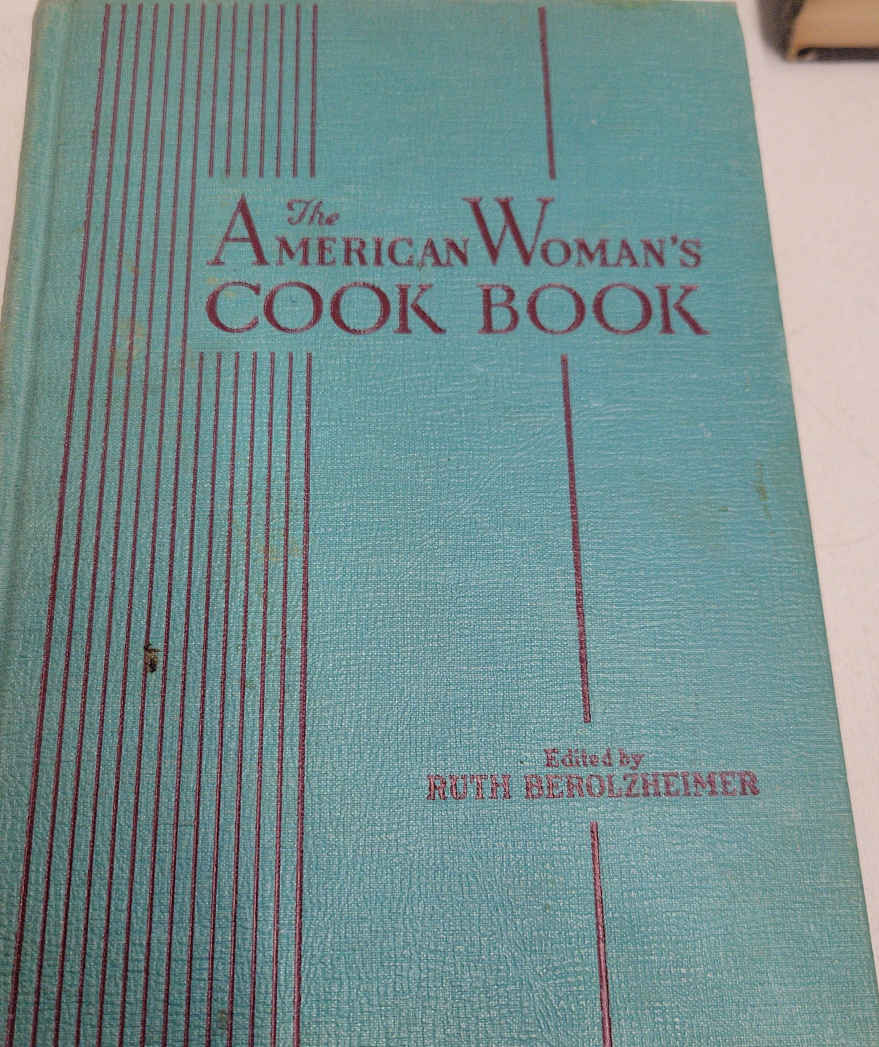 The
AMERICAN WOMAN'S
COOK BOOK
Edited by
RUTH BEROLZHEIMER